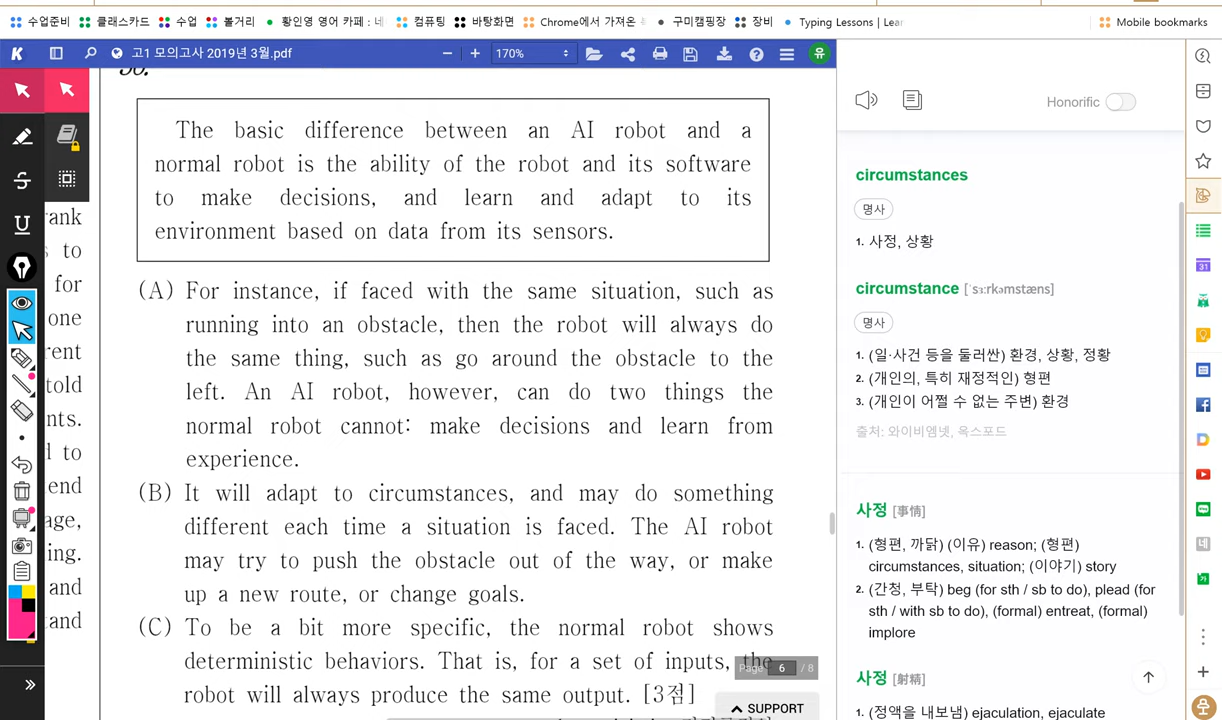 수업준비 클래스카드 수업 볼거리 황인영 영어 카페 : 네 컴퓨팅 바탕화면 Chrome에서 가져온 구미캠핑장 장비 Typing Lessons | Lear Mobile bookmarks
고1 모의고사 2019년 3월.pdf
170%
유
The basic difference between an AI robot and a
normal robot is the ability of the robot and its software
to make decisions, and learn and adapt to its
environment based on data from its sensors.
(A) For instance, if faced with the same situation, such as
running into an obstacle, then the robot will always do
the same thing, such as go around the obstacle to the
left. An AI robot, however, can do two things the
normal robot cannot: make decisions and learn from
experience.
(B) It will adapt to circumstances, and may do something
different each time a situation is faced. The AI robot
may try to push the obstacle out of the way, or make
up a new route, or change goals.
(C) To be a bit more specific, the normal robot shows
deterministic behaviors. That is, for a set of inputs, the
robot will always produce the same output. [3점]
Page 6 / 8
SUPPORT
rank
s to
for
one
rent
told
nts.
d to
end
age,
ing.
and
and
Honorific
circumstances
명사
1. 사정, 상황
circumstance [ˈsɜːrkəmstæns]
명사
1. (일·사건 등을 둘러싼) 환경, 상황, 정황
2. (개인의, 특히 재정적인) 형편
3. (개인이 어쩔 수 없는 주변) 환경
출처: 와이비엠넷, 옥스포드
사정 [事情]
1. (형편, 까닭) (이유) reason; (형편)
circumstances, situation; (이야기) story
2. (간청, 부탁) beg (for sth / sb to do), plead (for
sth / with sb to do), (formal) entreat, (formal)
implore
사정 [射精]
1. (정액을 내보냄) ejaculation, ejaculate